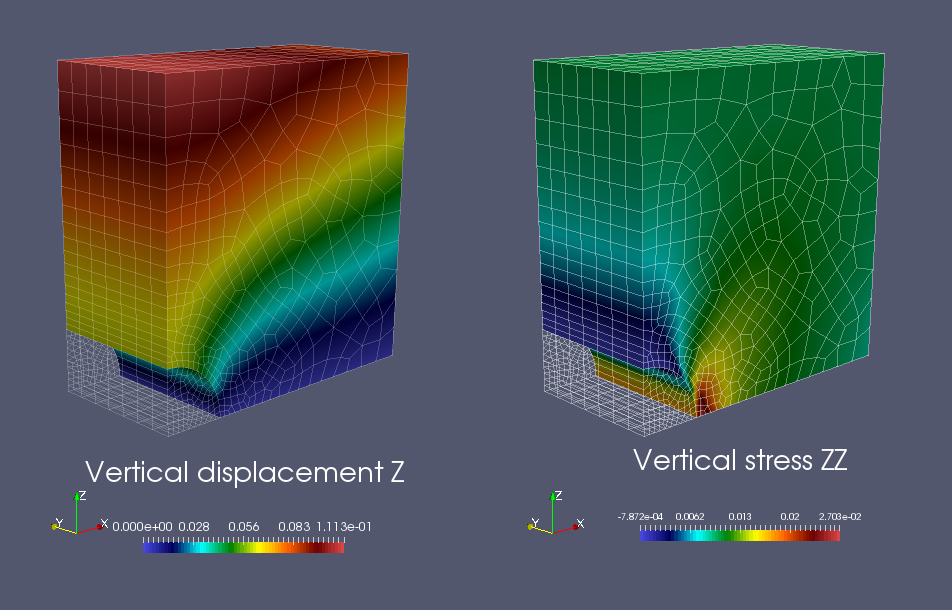 Vertical displacement Z
Z
Y
X
0.000e+00 0.028 0.056 0.083 1.113e-01
Vertical stress ZZ
Z
Y
X
-7.872e-04 0.0062 0.013 0.02 2.703e-02